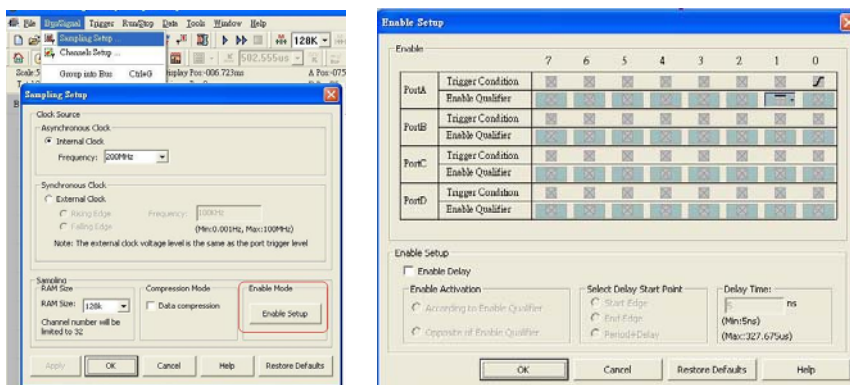 File Bus/Signal Trigger Run/Stop Data Tools Window Help
Sampling Setup ...
128K
Channels Setup ...
502.555us
Group into Bus Ctrl+G
Display Pos:-006.723ms
A Pos:-075
Sampling Setup
Clock Source
Asynchronous Clock
Internal Clock
Frequency: 200MHz
Synchronous Clock
External Clock
Rising Edge Frequency: 100KHz
Falling Edge (Min:0.001Hz, Max:100MHz)
Note: The external clock voltage level is the same as the port trigger level
Sampling
RAM Size Compression Mode Enable Mode
RAM Size: 128k Data compression Enable Setup
Channel number will be
limited to 32
Apply OK Cancel Help Restore Defaults
Enable Setup
Enable
7 6 5 4 3 2 1 0
PortA Trigger Condition
Enable Qualifier
PortB Trigger Condition
Enable Qualifier
PortC Trigger Condition
Enable Qualifier
PortD Trigger Condition
Enable Qualifier
Enable Setup
Enable Delay
Enable Activation Select Delay Start Point Delay Time:
According to Enable Qualifier Start Edge 5 ns
End Edge (Min:5ns)
Opposite of Enable Qualifier Period+Delay (Max:327.675us)
OK Cancel Restore Defaults Help